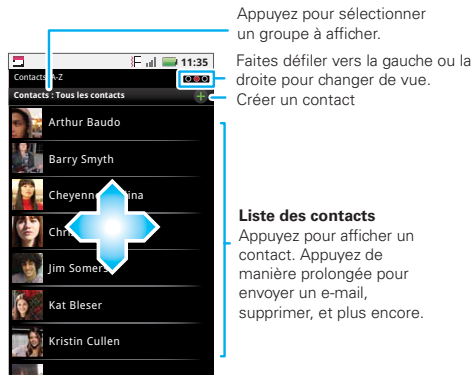 Appuyez pour sélectionner
un groupe à afficher.
Faites défiler vers la gauche ou la
droite pour changer de vue.
Créer un contact
11:35
Contacts A-Z
Contacts : Tous les contacts
Arthur Baudo
Barry Smyth
Cheyenne
Jim Somers
Kat Bleser
Kristin Cullen
Liste des contacts
Appuyez pour afficher un
contact. Appuyez de
manière prolongée pour
envoyer un e-mail,
supprimer, et plus encore.